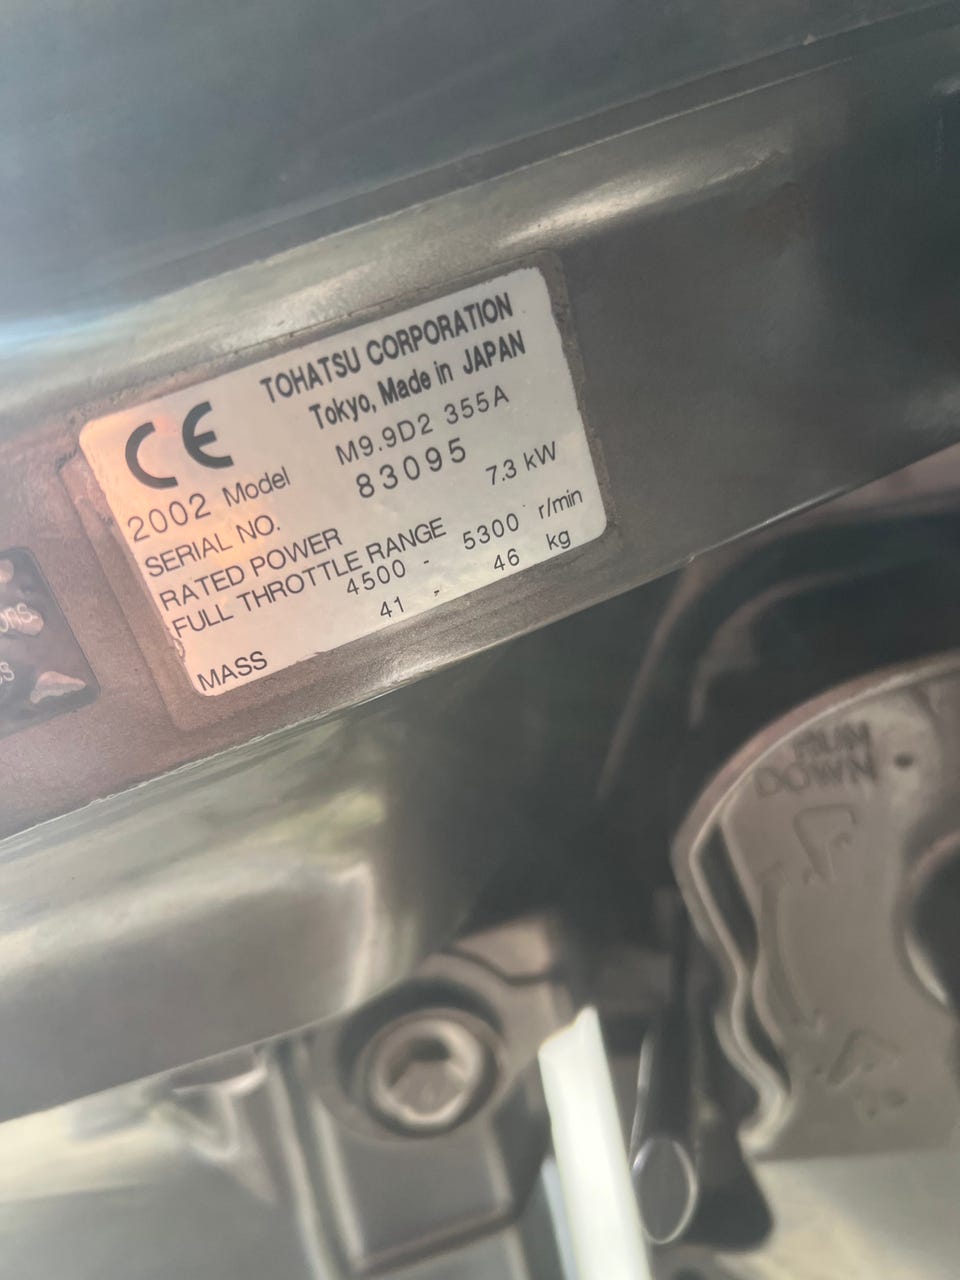 CE
TOHATSU CORPORATION
Tokyo, Made in JAPAN
2002 Model M9.9D2 355A
SERIAL NO. 83095
RATED POWER 7.3 kW
FULL THROTTLE RANGE
4500 - 5300 r/min
MASS 41 - 46 kg
DOWN